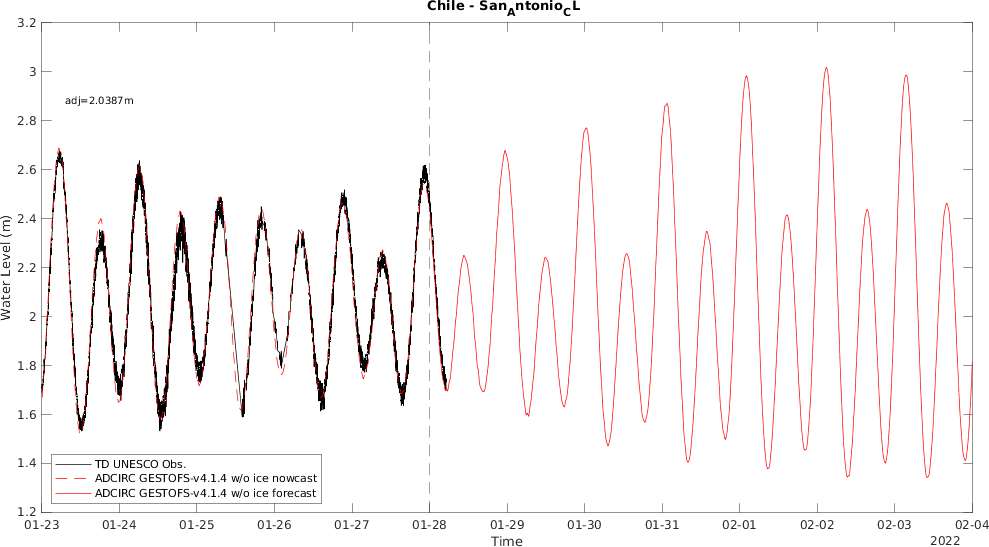 Chile - San_Antonio_CL
3.2
3
2.8
2.6
2.4
2.2
2
1.8
1.6
1.4
1.2
Water Level (m)
adj=2.0387m
TD UNESCO Obs.
ADCIRC GESTOFS-v4.1.4 w/o ice nowcast
ADCIRC GESTOFS-v4.1.4 w/o ice forecast
01-23 01-24 01-25 01-26 01-27 01-28 01-29 01-30 01-31 02-01 02-02 02-03 02-04
Time
2022